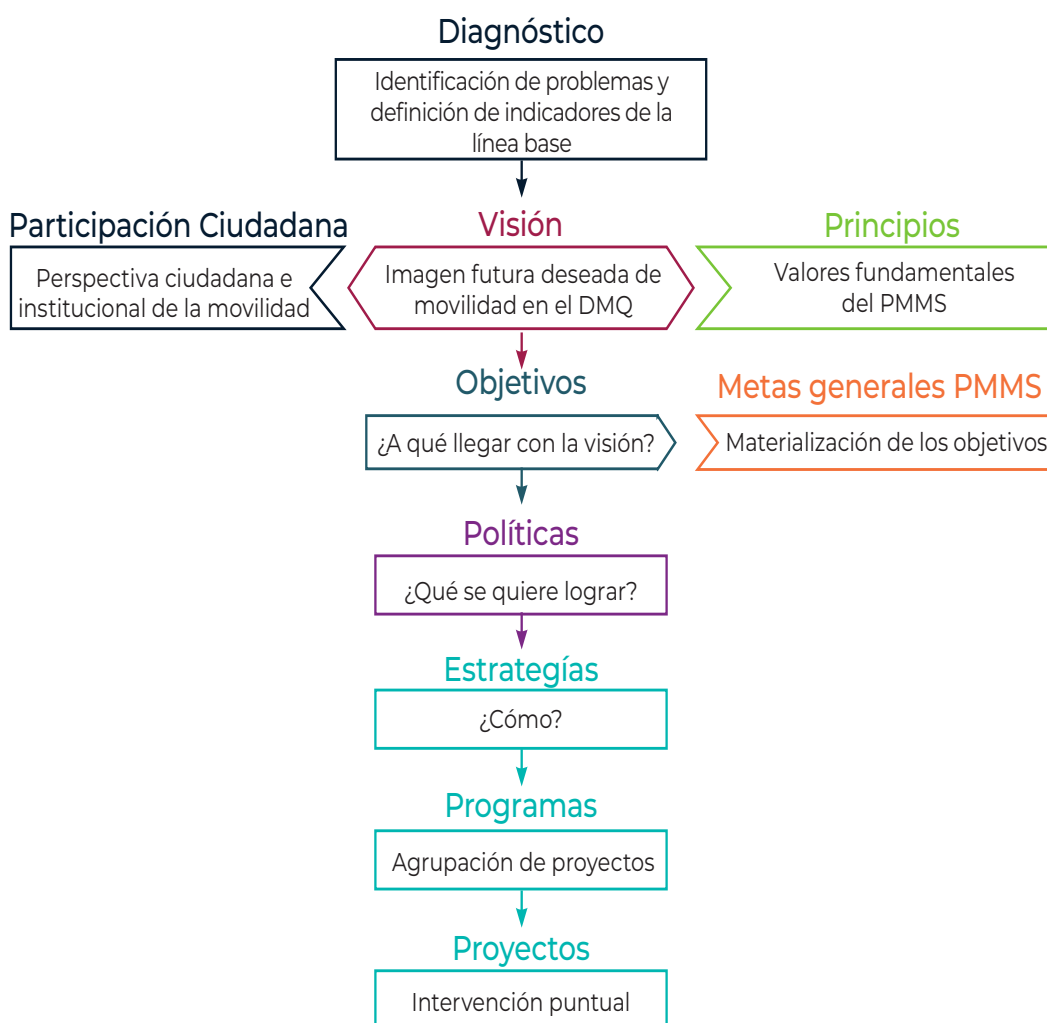 Diagnóstico
Identificación de problemas y
definición de indicadores de la
línea base
Participación Ciudadana
Perspectiva ciudadana e
institucional de la movilidad
Visión
Imagen futura deseada de
movilidad en el DMQ
Principios
Valores fundamentales
del PMMS
Objetivos
¿A qué llegar con la visión?
Metas generales PMMS
Materialización de los objetivos
Políticas
¿Qué se quiere lograr?
Estrategías
¿Cómo?
Programas
Agrupación de proyectos
Proyectos
Intervención puntual